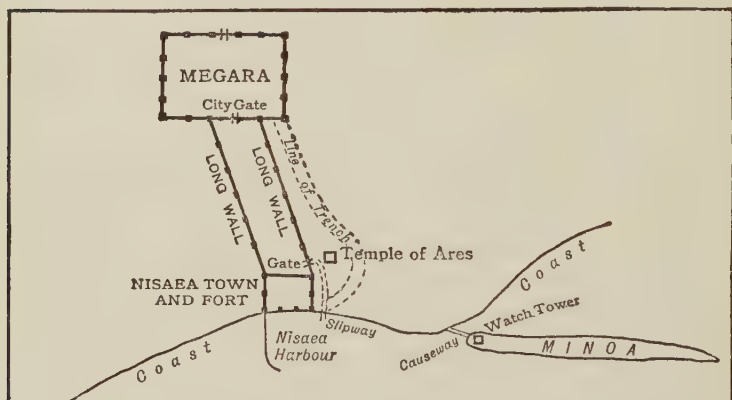 MEGARA
City Gate
LONG WALL
LONG WALL
Line of Trench
Gate
Temple of Ares
NISAEA TOWN
AND FORT
Slipway
Nisaea
Harbour
Coast
Coast
Watch Tower
Causeway
MINOA